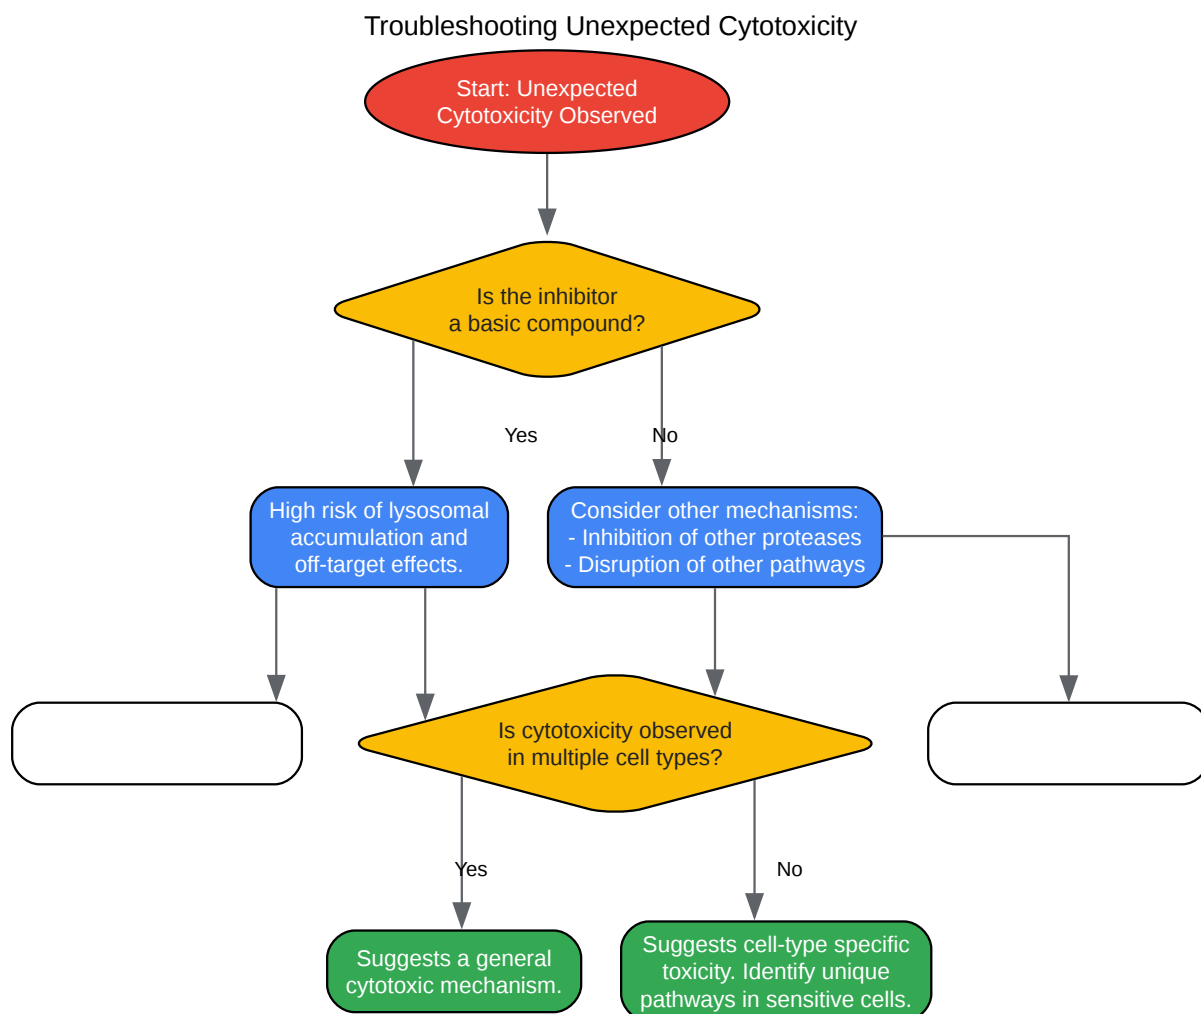 Troubleshooting Unexpected Cytotoxicity
Start: Unexpected
Cytotoxicity Observed
Is the inhibitor
a basic compound?
Yes
No
High risk of lysosomal
accumulation and
off-target effects.
Consider other mechanisms:
- Inhibition of other proteases
- Disruption of other pathways
Is cytotoxicity observed
in multiple cell types?
Yes
No
Suggests a general
cytotoxic mechanism.
Suggests cell-type specific
toxicity. Identify unique
pathways in sensitive cells.